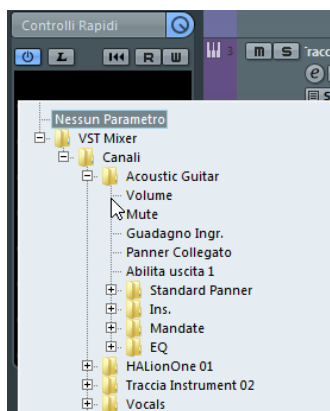 Controlli Rapidi
L R W
3 M S Tracc
e
S
Nessun Parametro
VST Mixer
Canali
Acoustic Guitar
Volume
Mute
Guadagno Ingr.
Panner Collegato
Abilita uscita 1
Standard Panner
Ins.
Mandate
EQ
HALionOne 01
Traccia Instrument 02
Vocals